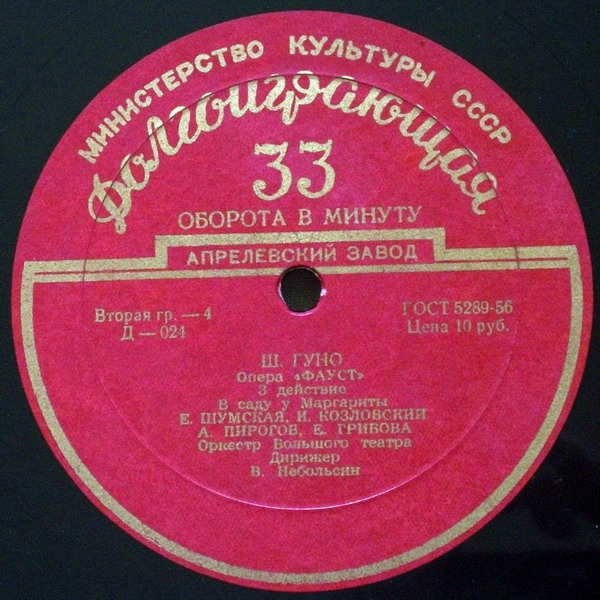 МИНИСТЕРСТВО КУЛЬТУРЫ СССР
Долгоиграющая
33
ОБОРОТА В МИНУТУ
АПРЕЛЕВСКИЙ ЗАВОД
Вторая гр. — 4
Д — 024
ГОСТ 5289-56
Цена 10 руб.
Ш. ГУНО
Опера «ФАУСТ»
3 действие
В саду у Маргариты
Е. ШУМСКАЯ, И. КОЗЛОВСКИЙ
А. ПИРОГОВ, Е. ГРИБОВА
Оркестр Большого театра
Дирижер
В. Небольсин